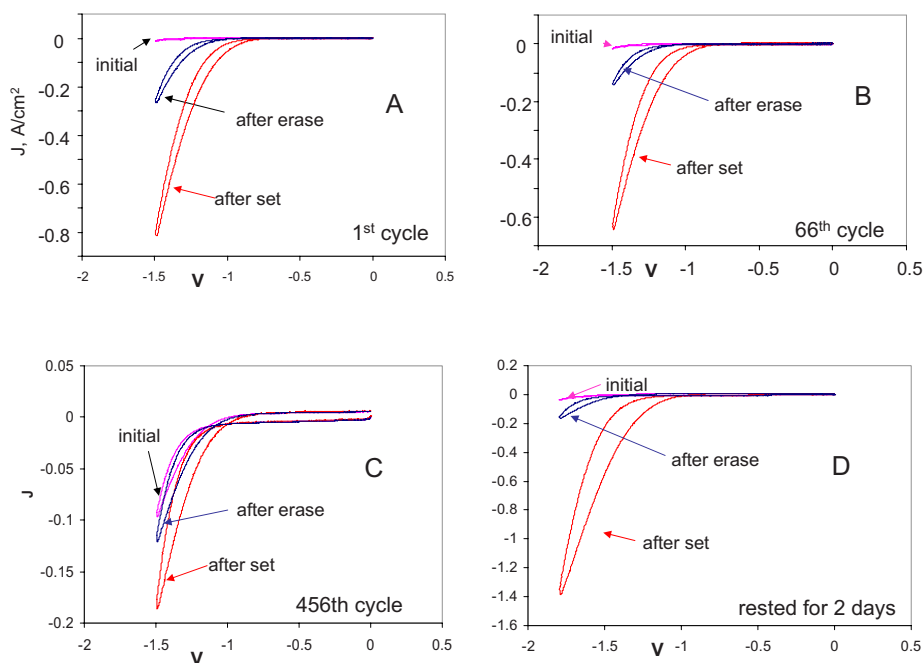 0
-0.2
-0.4
-0.6
-0.8
J, A/cm²
initial
after erase
A
after set
1st cycle
-2 -1.5 -1 -0.5 0 0.5
V
0
-0.2
-0.4
-0.6
initial
B
after erase
after set
66th cycle
-2 -1.5 -1 -0.5 0 0.5
V
0.05
0
-0.05
-0.1
-0.15
-0.2
J
initial
C
after erase
after set
456th cycle
-2 -1.5 -1 -0.5 0 0.5
V
0.2
0
-0.2
-0.4
-0.6
-0.8
-1
-1.2
-1.4
-1.6
initial
D
after erase
after set
rested for 2 days
-2 -1.5 -1 -0.5 0 0.5
V